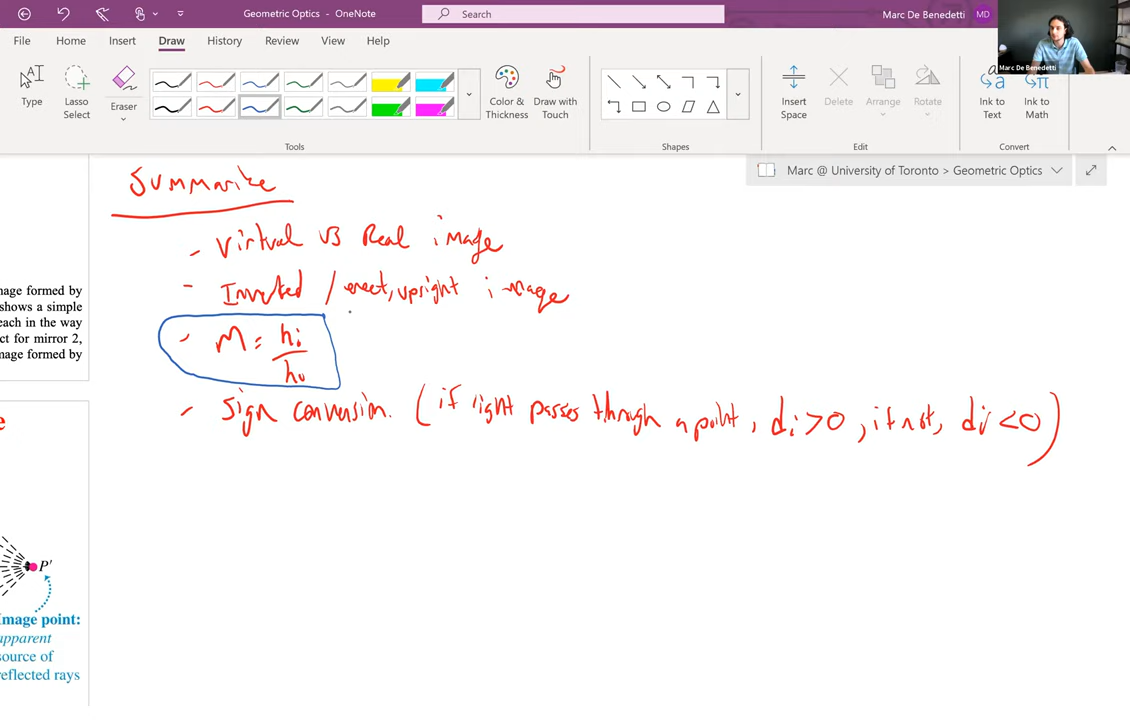 Geometric Optics - OneNote
Search
Marc De Benedetti
MD
Marc De Benedetti
File Home Insert Draw History Review View Help
Type
Lasso Select
Eraser
Color & Thickness
Draw with Touch
Insert Space
Delete
Arrange
Rotate
Ink to Text
Ink to Math
Tools
Shapes
Edit
Convert
Marc @ University of Toronto > Geometric Optics
Summarize
- Virtual vs Real image
- Inverted / erect, upright image
- M = hi/ho
- Sign conversion. (if light passes through a point, di > 0, if not, di < 0)
mage formed by
shows a simple
each in the way
ct for mirror 2,
mage formed by
e
P'
Image point:
apparent
source of
reflected rays